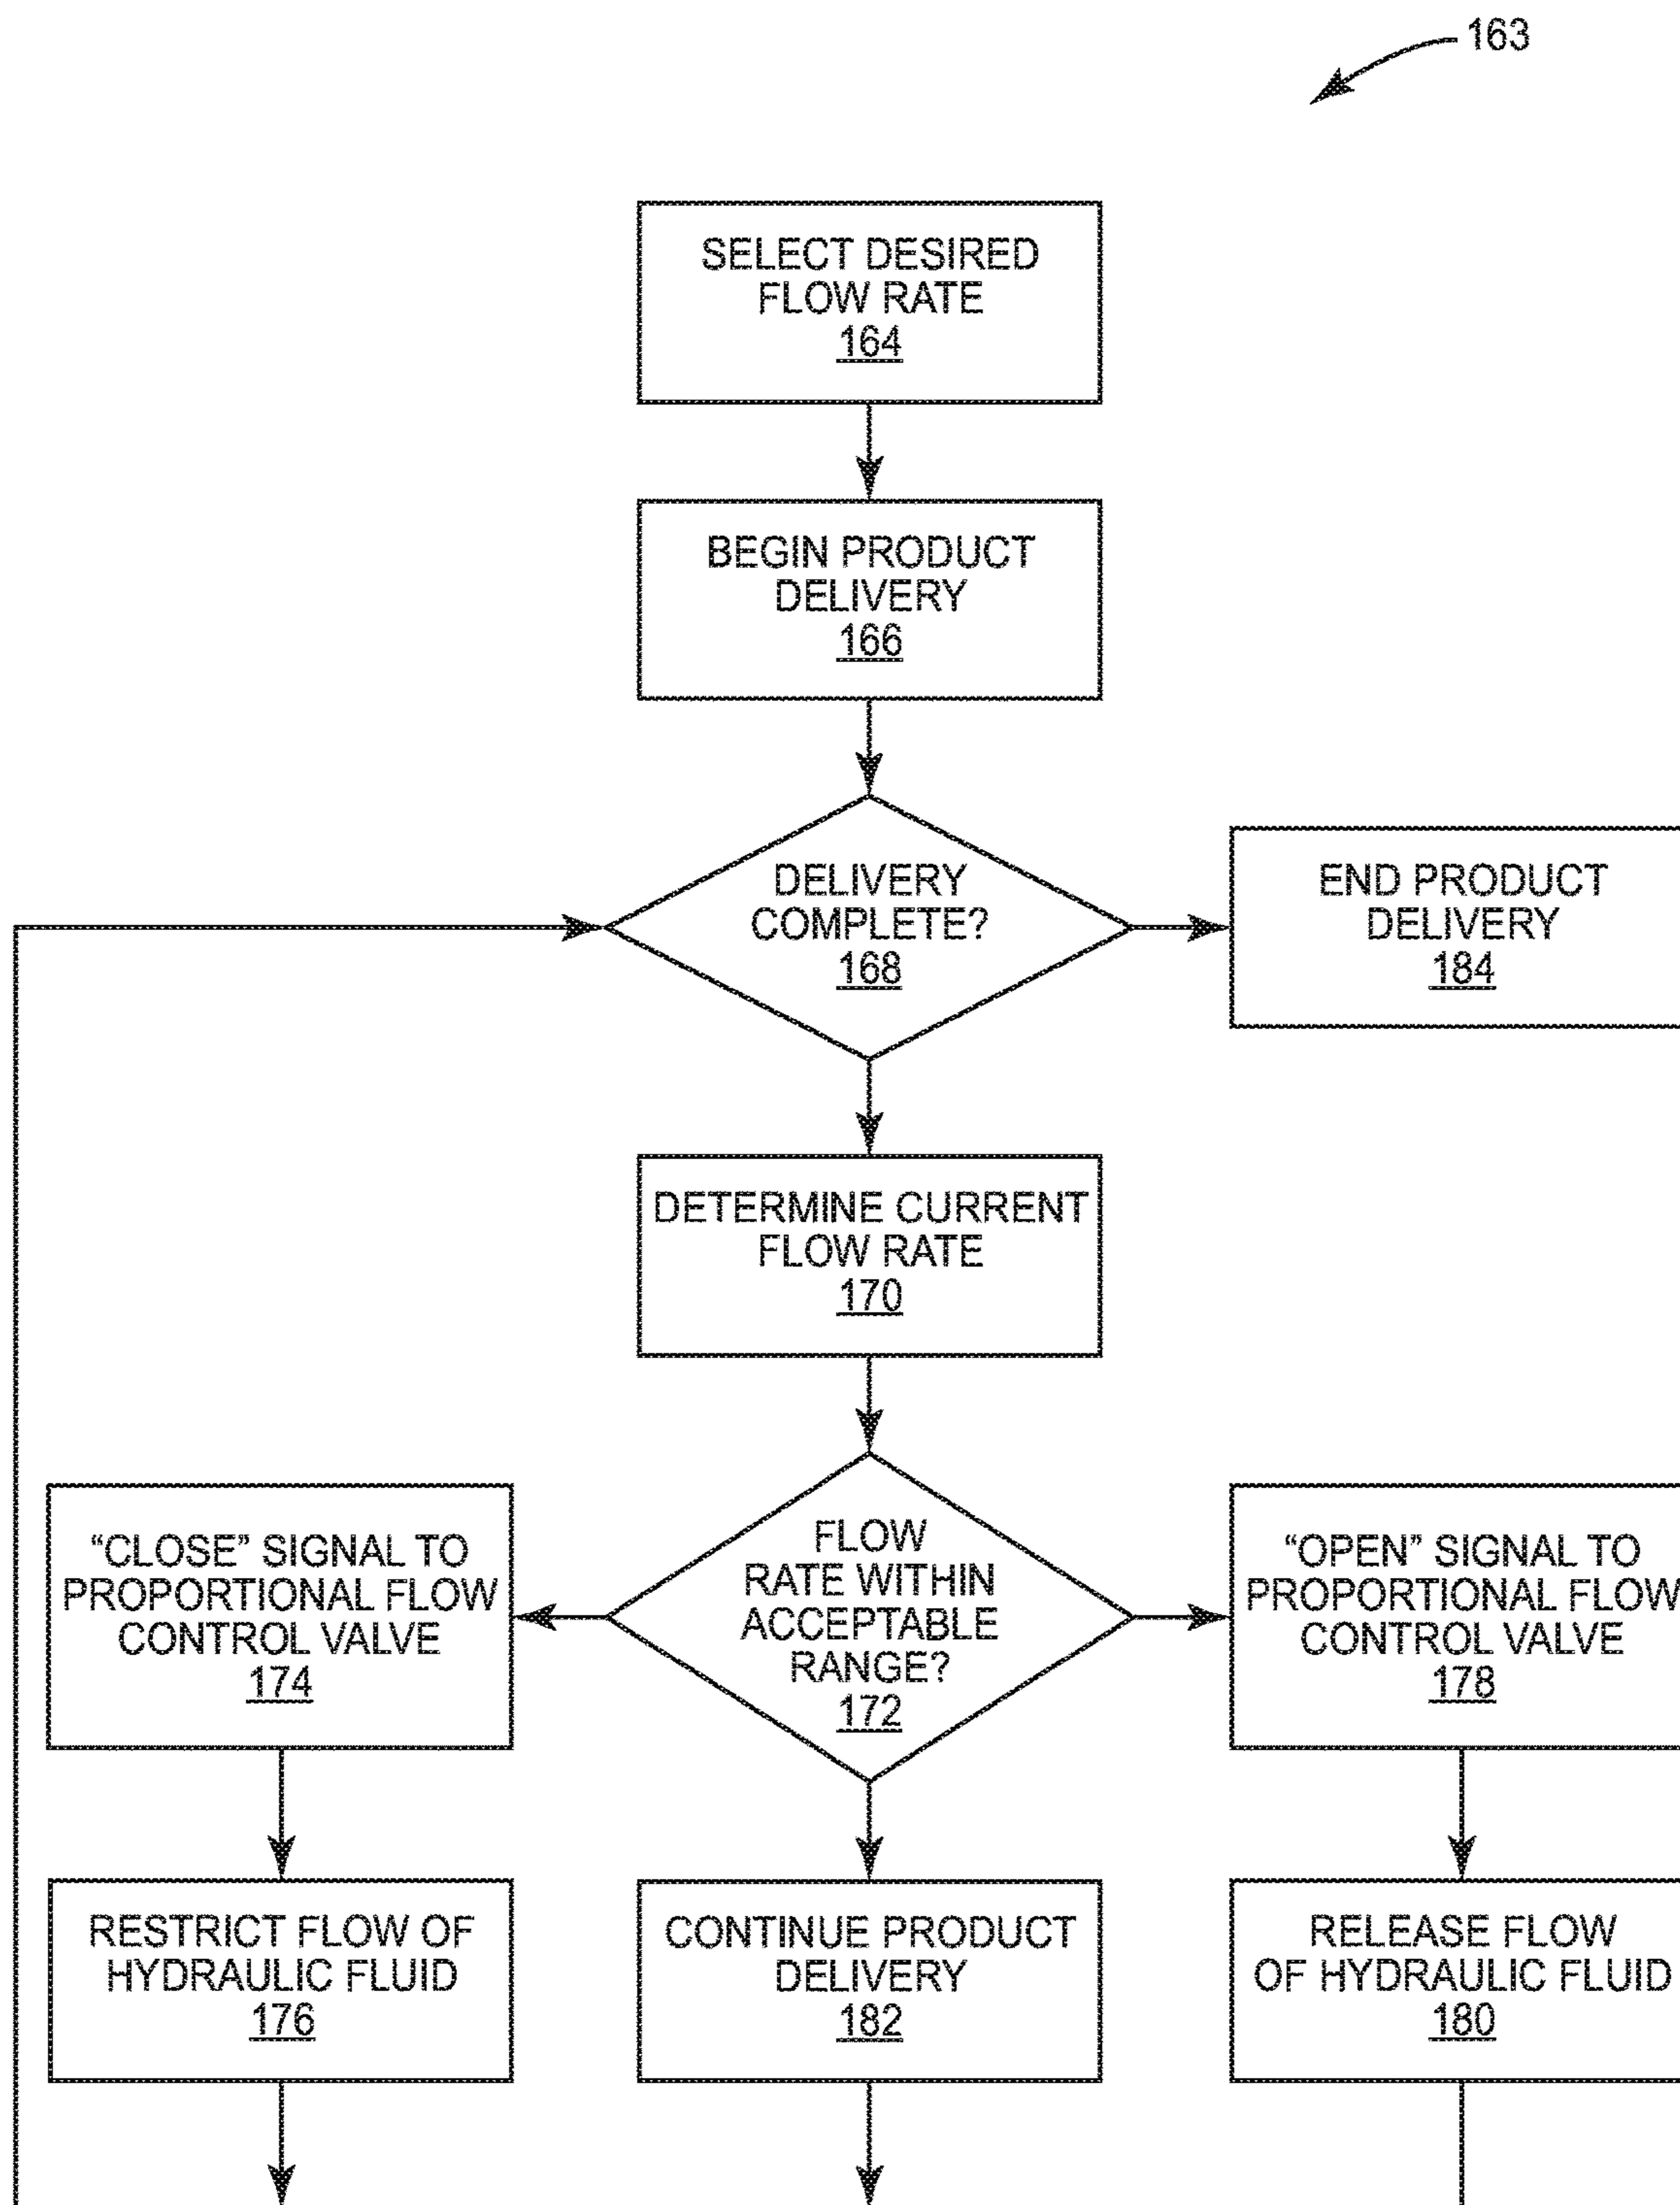 163
SELECT DESIRED
FLOW RATE
164
BEGIN PRODUCT
DELIVERY
166
DELIVERY
COMPLETE?
168
END PRODUCT
DELIVERY
184
DETERMINE CURRENT
FLOW RATE
170
“CLOSE” SIGNAL TO
PROPORTIONAL FLOW
CONTROL VALVE
174
FLOW
RATE WITHIN
ACCEPTABLE
RANGE?
172
“OPEN” SIGNAL TO
PROPORTIONAL FLOW
CONTROL VALVE
178
RESTRICT FLOW OF
HYDRAULIC FLUID
176
CONTINUE PRODUCT
DELIVERY
182
RELEASE FLOW
OF HYDRAULIC FLUID
180